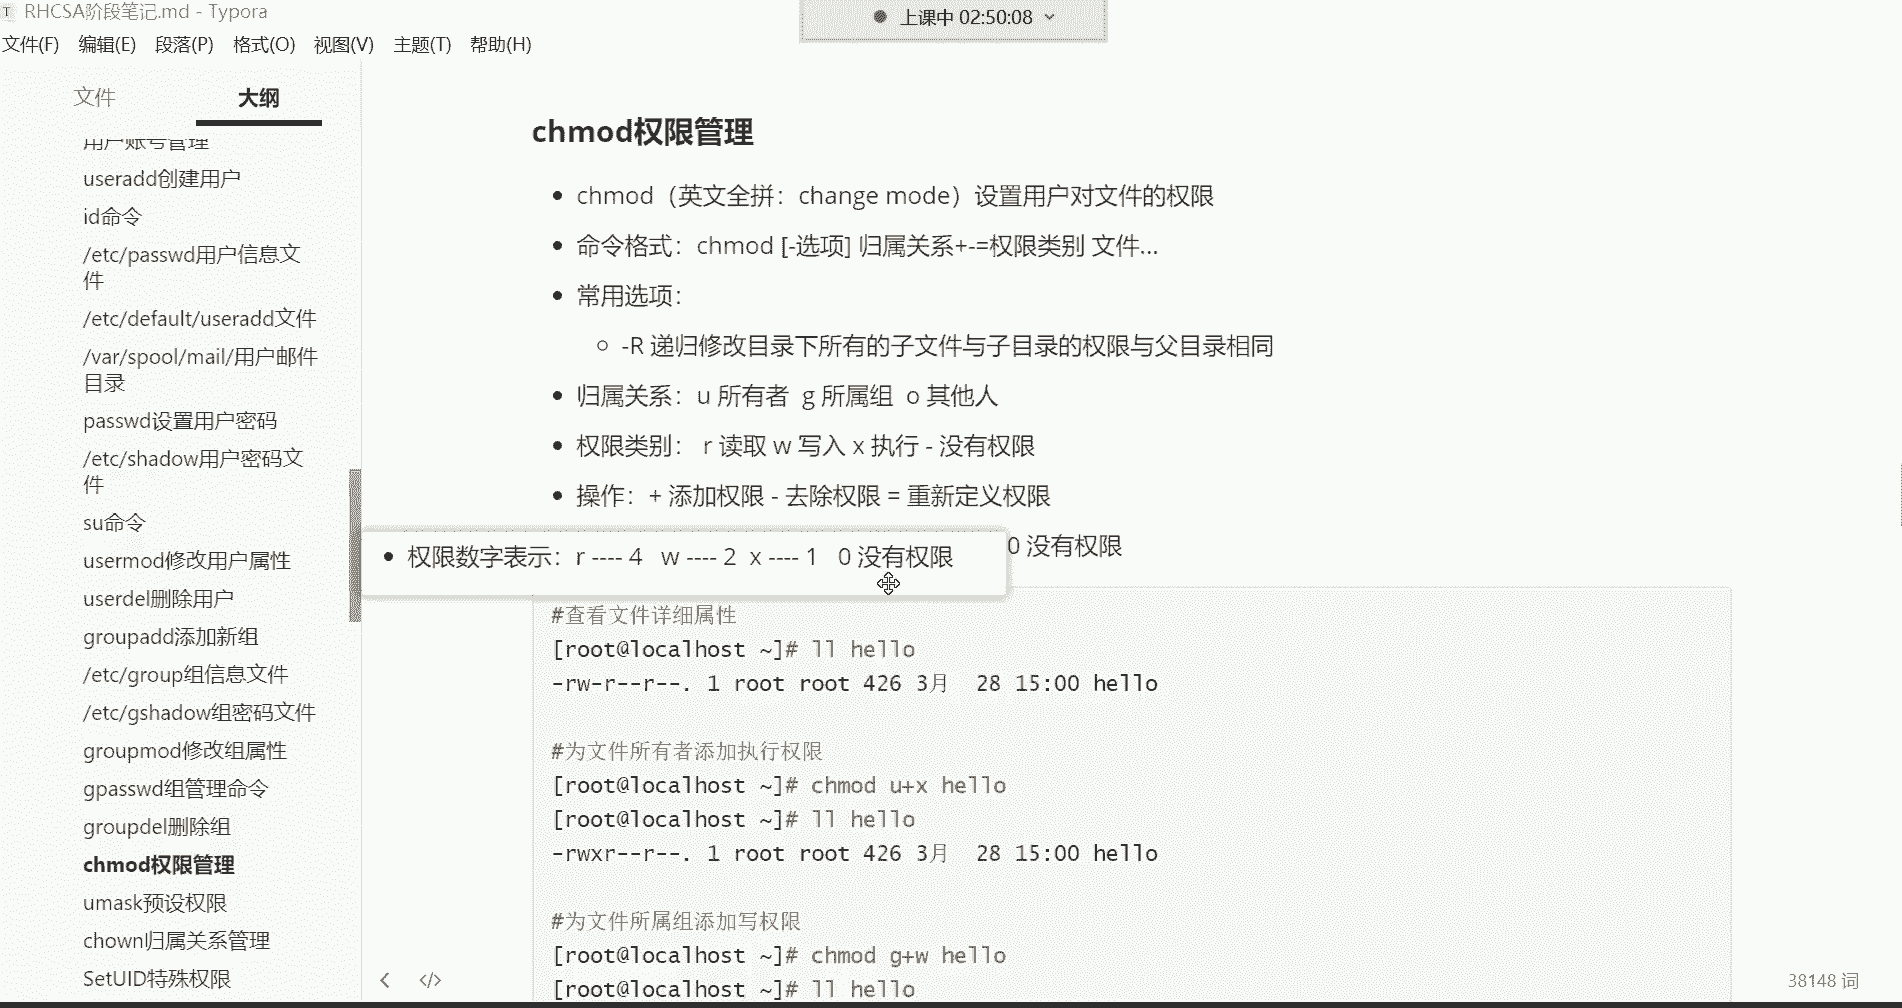 RHCSA阶段笔记.md - Typora
上课中 02:50:08
文件(F) 编辑(E) 段落(P) 格式(O) 视图(V) 主题(T) 帮助(H)
文件 大纲
用户账号管理
useradd创建用户
id命令
/etc/passwd用户信息文
件
/etc/default/useradd文件
/var/spool/mail/用户邮件
目录
passwd设置用户密码
/etc/shadow用户密码文
件
su命令
usermod修改用户属性
userdel删除用户
groupadd添加新组
/etc/group组信息文件
/etc/gshadow组密码文件
groupmod修改组属性
gpasswd组管理命令
groupdel删除组
chmod权限管理
umask预设权限
chown归属关系管理
SetUID特殊权限
chmod权限管理
chmod（英文全拼：change mode）设置用户对文件的权限
命令格式：chmod [-选项] 归属关系+-=权限类别 文件...
常用选项：
-R 递归修改目录下所有的子文件与子目录的权限与父目录相同
归属关系：u 所有者 g 所属组 o 其他人
权限类别： r 读取 w 写入 x 执行 - 没有权限
操作：+ 添加权限 - 去除权限 = 重新定义权限
0 没有权限
权限数字表示：r ---- 4 w ---- 2 x ---- 1 0 没有权限
#查看文件详细属性
[root@localhost ~]# ll hello
-rw-r--r--. 1 root root 426 3月 28 15:00 hello
#为文件所有者添加执行权限
[root@localhost ~]# chmod u+x hello
[root@localhost ~]# ll hello
-rwxr--r--. 1 root root 426 3月 28 15:00 hello
#为文件所属组添加写权限
[root@localhost ~]# chmod g+w hello
[root@localhost ~]# ll hello
38148 词